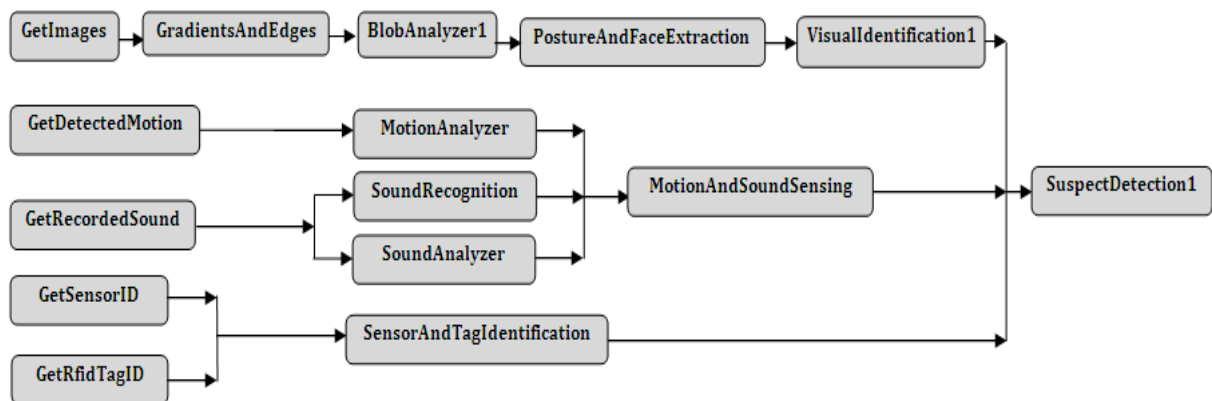 GetImages
GradientsAndEdges
BlobAnalyzer1
PostureAndFaceExtraction
VisualIdentification1
GetDetectedMotion
MotionAnalyzer
SoundRecognition
MotionAndSoundSensing
SuspectDetection1
GetRecordedSound
SoundAnalyzer
GetSensorID
SensorAndTagIdentification
GetRfidTagID